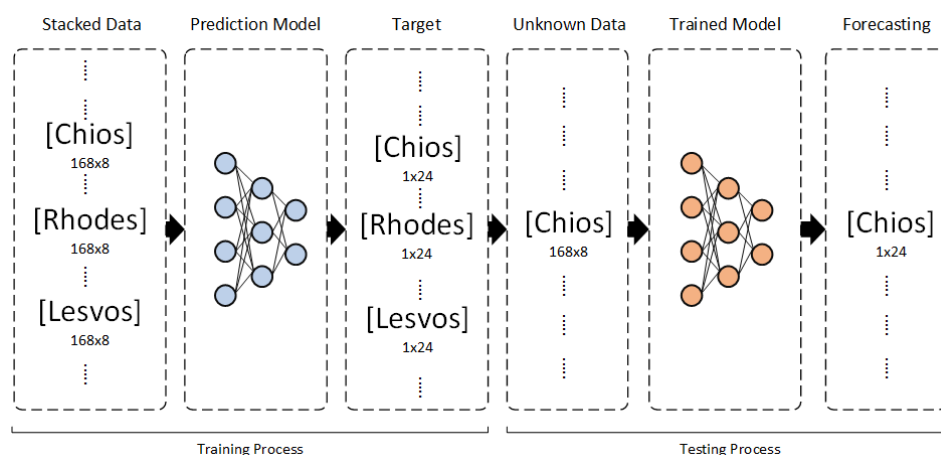 Stacked Data
Prediction Model
Target
Unknown Data
Trained Model
Forecasting
[Chios]
168x8
[Rhodes]
168x8
[Lesvos]
168x8
[Chios]
1x24
[Rhodes]
1x24
[Lesvos]
1x24
[Chios]
168x8
[Chios]
1x24
Training Process
Testing Process